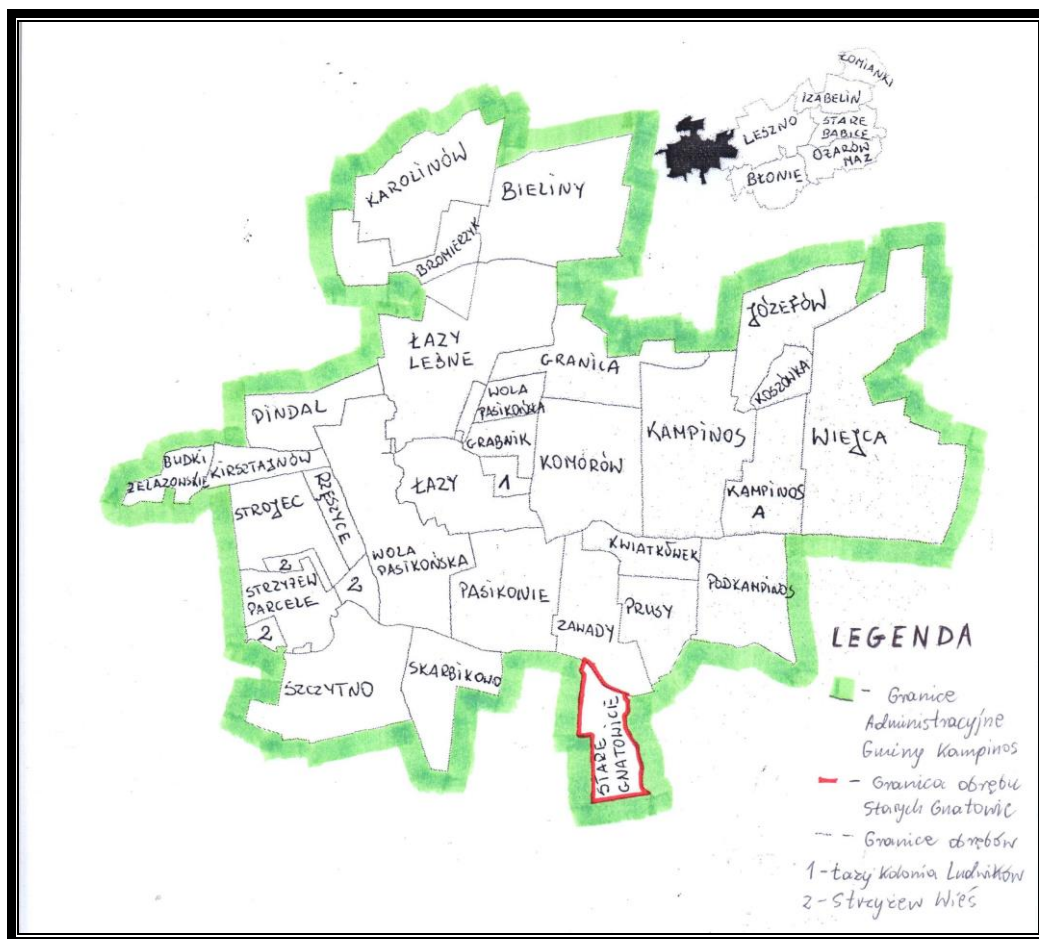 ŁOMIANKI
IZABELIN
LESZNO
STARE
BABICE
OŻARÓW
MAZ
BŁONIE
KAROLINÓW
BIELINY
BROMIERZYK
JÓZEFÓW
ŁAZY
LEŚNE
GRANICA
KOSZÓWKA
WOLA
PASIKOŃSKA
DINDAL
GRABNIK
KAMPINOS
WIEJCA
BUDKI
ŻELAZOWSKIE
KIRSZTAJNÓW
ŁAZY
1
KOMORÓW
KAMPINOS
A
STROJEC
RZĘSZYCE
KWIATKÓWEK
2
WOLA
PASIKOŃSKA
STRZYŻEW
PARCELE
2
PASIKONIE
PRUSY
PODKAMPINOS
2
ZAWADY
SKARBIKOWO
SZCZYTNO
STARE
GNATOWICE
LEGENDA
- Granice
Administracyjne
Gminy Kampinos
- Granica obrębu
Starych Gnatowic
- Granice obrębów
1 - Łazy Kolonia Ludwików
2 - Strzyżew Wieś